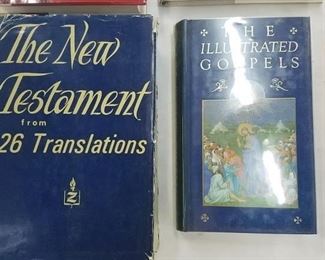 The New
Testament
from
26 Translations
Z
THE
ILLUSTRATED
GOSPELS